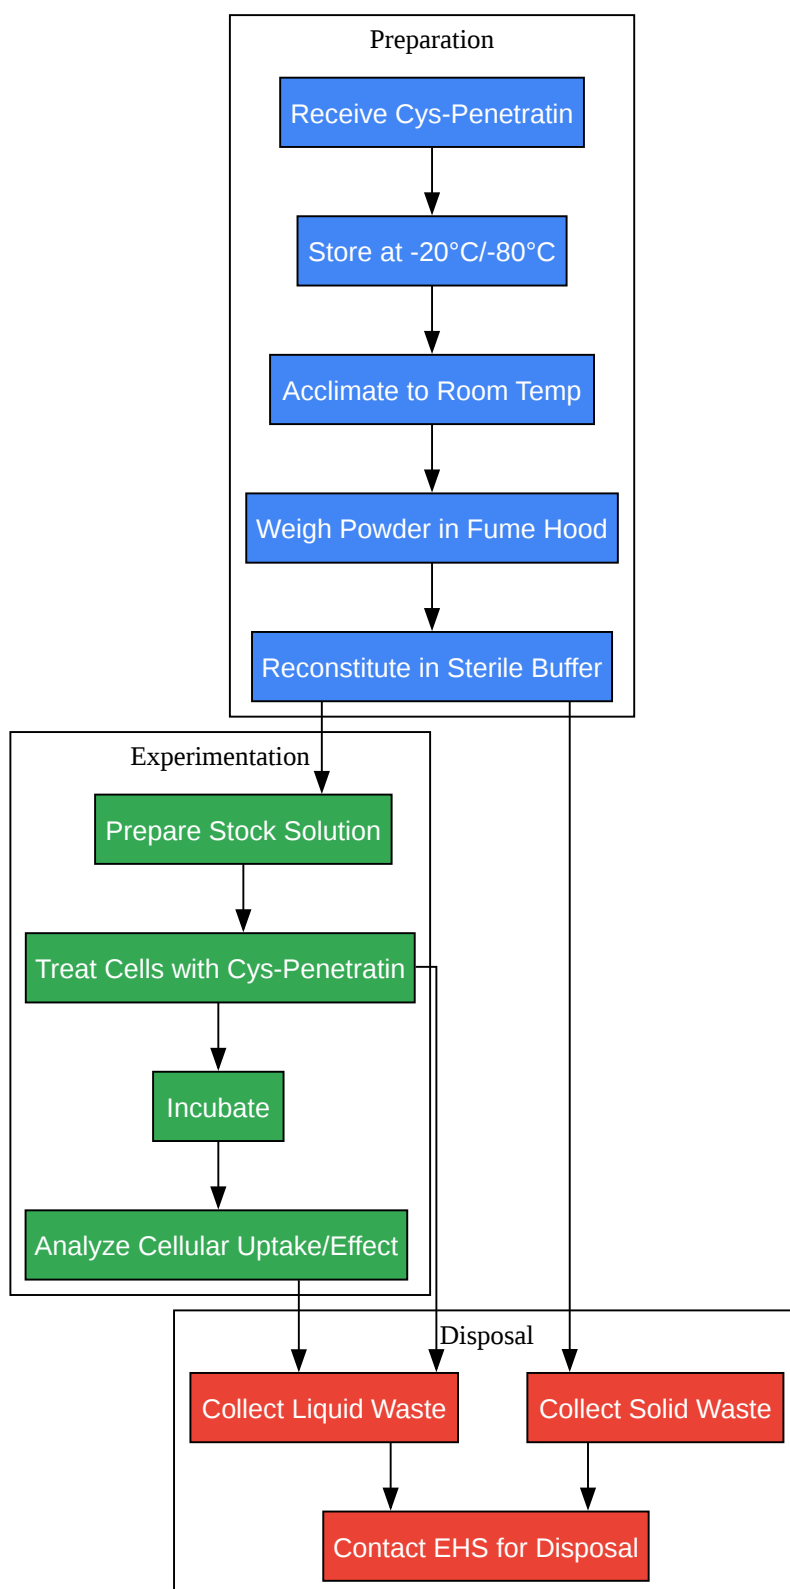 Preparation
Receive Cys-Penetratin
Store at -20°C/-80°C
Acclimate to Room Temp
Weigh Powder in Fume Hood
Reconstitute in Sterile Buffer
Experimentation
Prepare Stock Solution
Treat Cells with Cys-Penetratin
Incubate
Analyze Cellular Uptake/Effect
Disposal
Collect Liquid Waste
Collect Solid Waste
Contact EHS for Disposal